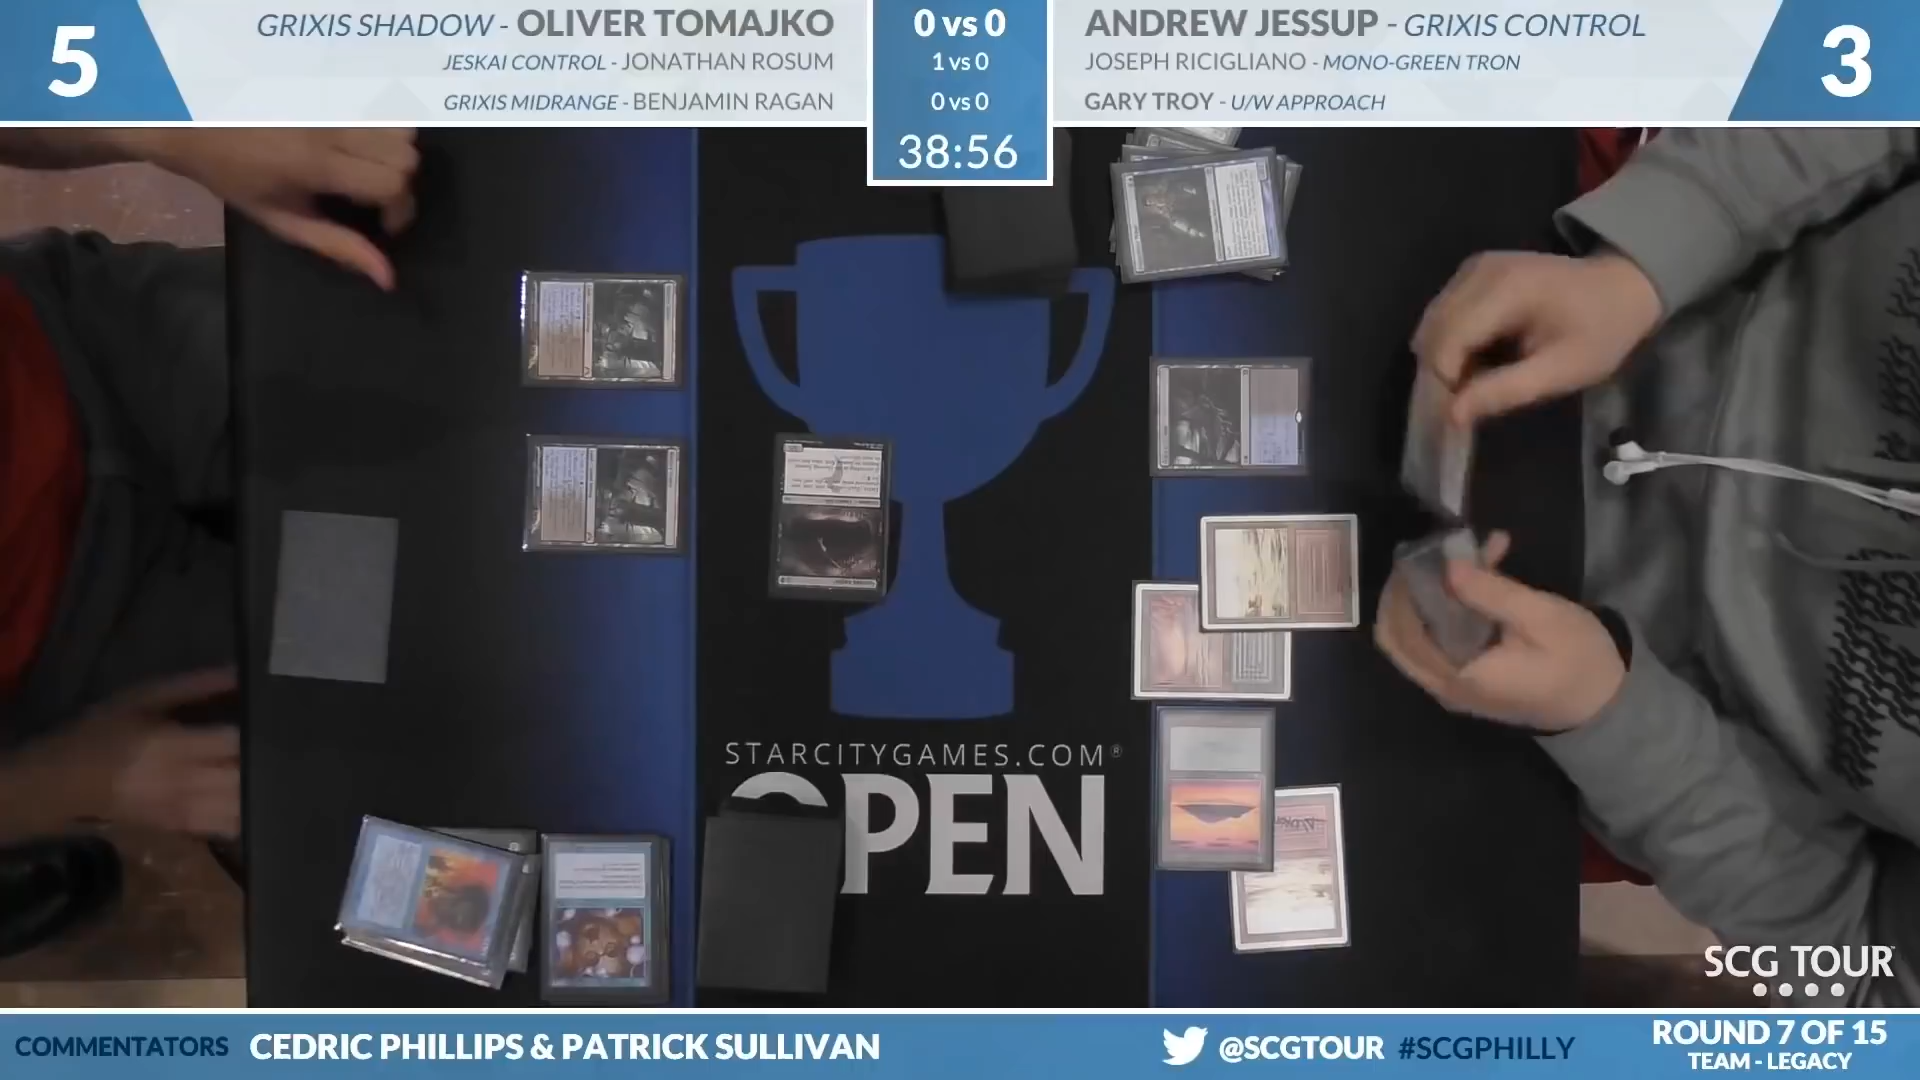 5
GRIXIS SHADOW - OLIVER TOMAJKO
JESKAI CONTROL - JONATHAN ROSUM
GRIXIS MIDRANGE - BENJAMIN RAGAN
0 vs 0
1 vs 0
0 vs 0
38:56
ANDREW JESSUP - GRIXIS CONTROL
JOSEPH RICIGLIANO - MONO-GREEN TRON
GARY TROY - U/W APPROACH
3
STARCITYGAMES.COM®
OPEN
SCG TOUR
COMMENTATORS CEDRIC PHILLIPS & PATRICK SULLIVAN
@SCGTOUR #SCGPHILLY
ROUND 7 OF 15
TEAM - LEGACY